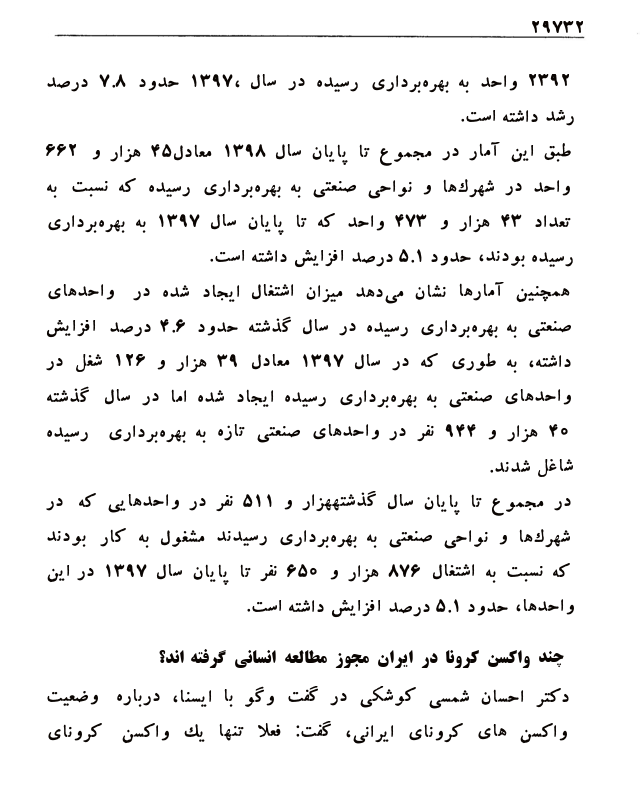 ۲۹۷۳۲
۲۳۹۲ واحد به بهره‌برداری رسیده در سال ،۱۳۹۷ حدود ۷.۸ درصد
رشد داشته است.
طبق این آمار در مجموع تا پایان سال ۱۳۹۸ معادل۴۵ هزار و ۶۶۲
واحد در شهرك‌ها و نواحی صنعتی به بهره‌برداری رسیده که نسبت به
تعداد ۴۳ هزار و ۴۷۳ واحد که تا پایان سال ۱۳۹۷ به بهره‌برداری
رسیده بودند، حدود ۵.۱ درصد افزایش داشته است.
همچنین آمارها نشان می‌دهد میزان اشتغال ایجاد شده در واحدهای
صنعتی به بهره‌برداری رسیده در سال گذشته حدود ۴.۶ درصد افزایش
داشته، به طوری که در سال ۱۳۹۷ معادل ۳۹ هزار و ۱۲۶ شغل در
واحدهای صنعتی به بهره‌برداری رسیده ایجاد شده اما در سال گذشته
۴۰ هزار و ۹۴۴ نفر در واحدهای صنعتی تازه به بهره‌برداری رسیده
شاغل شدند.
در مجموع تا پایان سال گذشتههزار و ۵۱۱ نفر در واحدهایی که در
شهرك‌ها و نواحی صنعتی به بهره‌برداری رسیدند مشغول به کار بودند
که نسبت به اشتغال ۸۷۶ هزار و ۶۵۰ نفر تا پایان سال ۱۳۹۷ در این
واحدها، حدود ۵.۱ درصد افزایش داشته است.
چند واکسن کرونا در ایران مجوز مطالعه انسانی گرفته اند؟
دکتر احسان شمسی کوشکی در گفت وگو با ایسنا، درباره وضعیت
واکسن های کرونای ایرانی، گفت: فعلا تنها یك واکسن کرونای